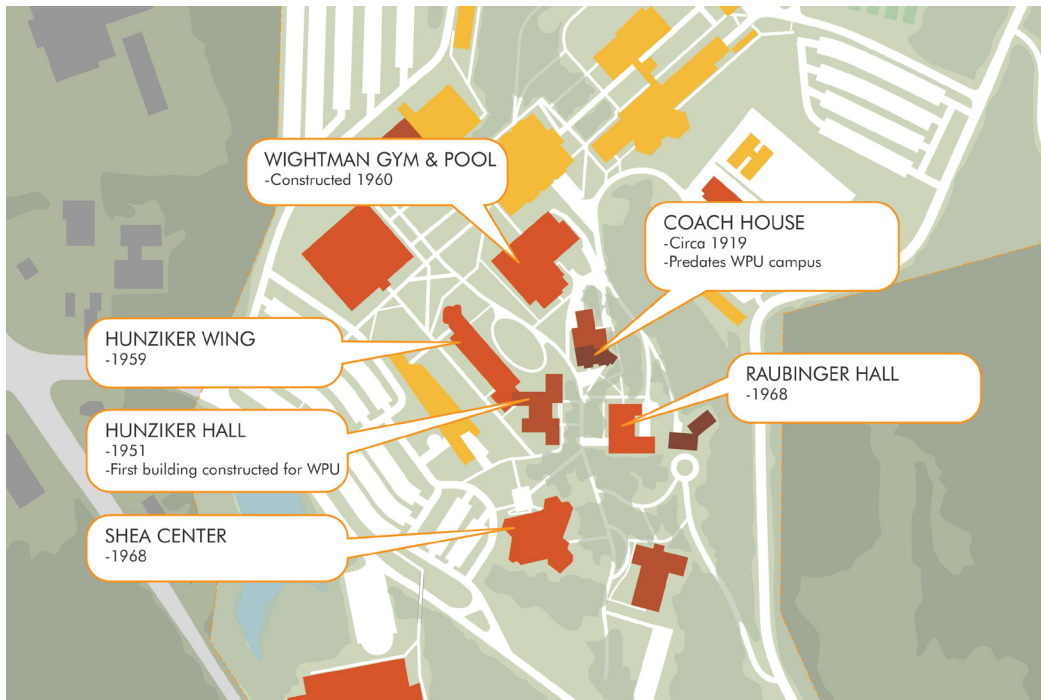 WIGHTMAN GYM & POOL
-Constructed 1960
COACH HOUSE
-Circa 1919
-Predates WPU campus
HUNZIKER WING
-1959
RAUBINGER HALL
-1968
HUNZIKER HALL
-1951
-First building constructed for WPU
SHEA CENTER
-1968